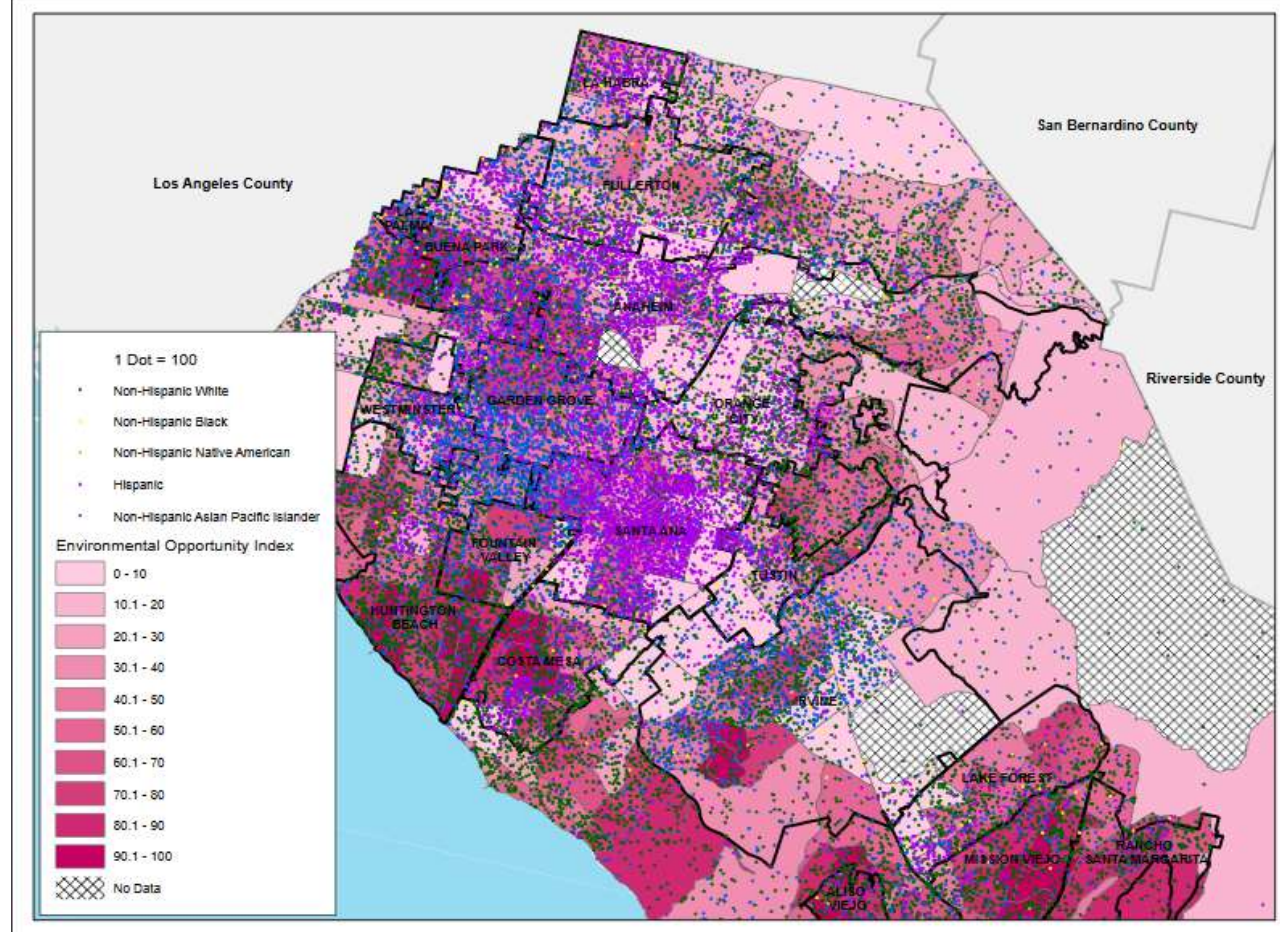 San Bernardino County
Los Angeles County
Riverside County
LA HABRA
FULLERTON
LA
PALMA
BUENA PARK
ANAHEIM
WESTMINSTER
GARDEN GROVE
ORANGE
CITY
SANTA ANA
FOUNTAIN
VALLEY
TUSTIN
HUNTINGTON
BEACH
COSTA MESA
IRVINE
LAKE FOREST
MISSION VIEJO
RANCHO
SANTA MARGARITA
ALISO
VIEJO
1 Dot = 100
Non-Hispanic White
Non-Hispanic Black
Non-Hispanic Native American
Hispanic
Non-Hispanic Asian Pacific Islander
Environmental Opportunity Index
0 - 10
10.1 - 20
20.1 - 30
30.1 - 40
40.1 - 50
50.1 - 60
60.1 - 70
70.1 - 80
80.1 - 90
90.1 - 100
No Data